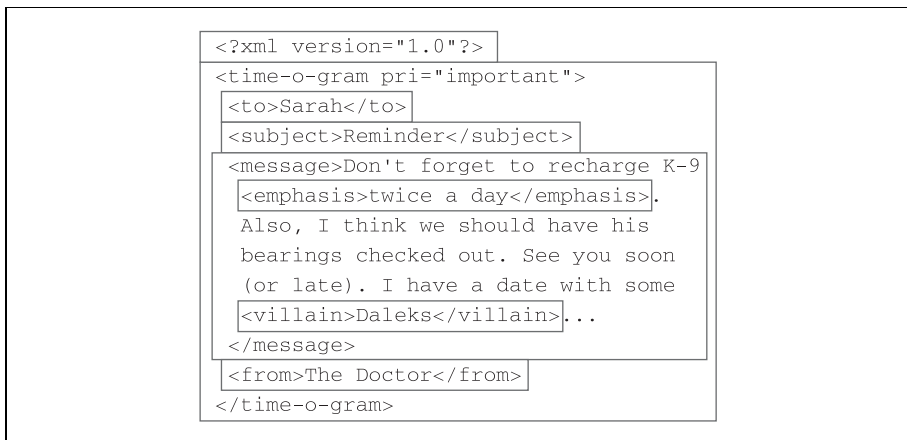 <?xml version="1.0"?>
<time-o-gram pri="important">
<to>Sarah</to>
<subject>Reminder</subject>
<message>Don't forget to recharge K-9
<emphasis>twice a day</emphasis>.
Also, I think we should have his
bearings checked out. See you soon
(or late). I have a date with some
<villain>Daleks</villain>...
</message>
<from>The Doctor</from>
</time-o-gram>